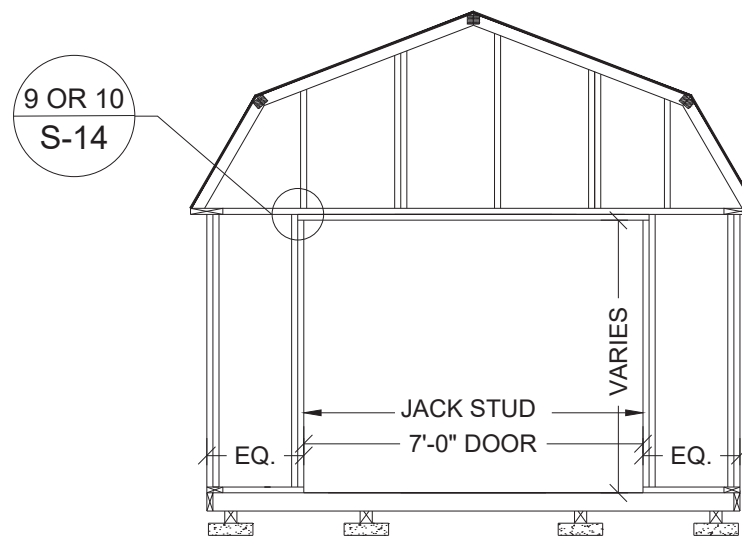 9 OR 10
S-14
VARIES
JACK STUD
7'-0" DOOR
EQ.
EQ.